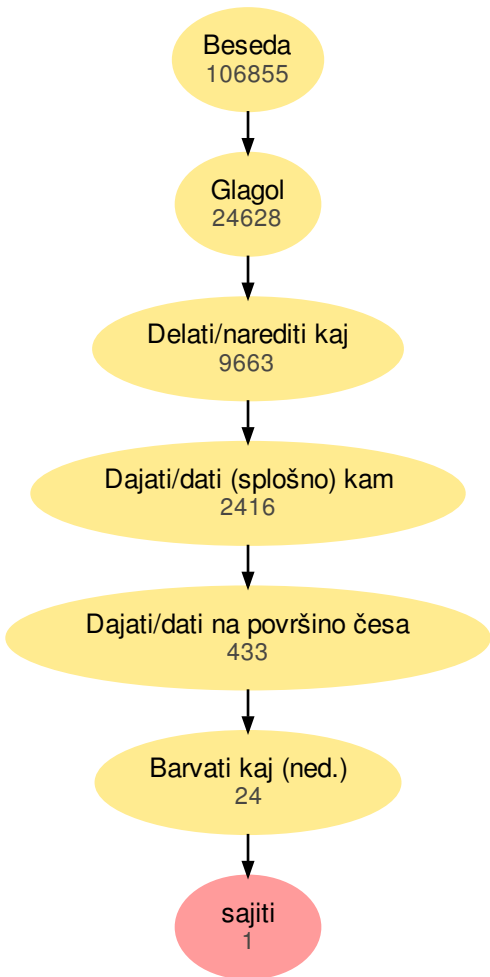 Beseda
106855
Glagol
24628
Delati/narediti kaj
9663
Dajati/dati (splošno) kam
2416
Dajati/dati na površino česa
433
Barvati kaj (ned.)
24
sajiti
1